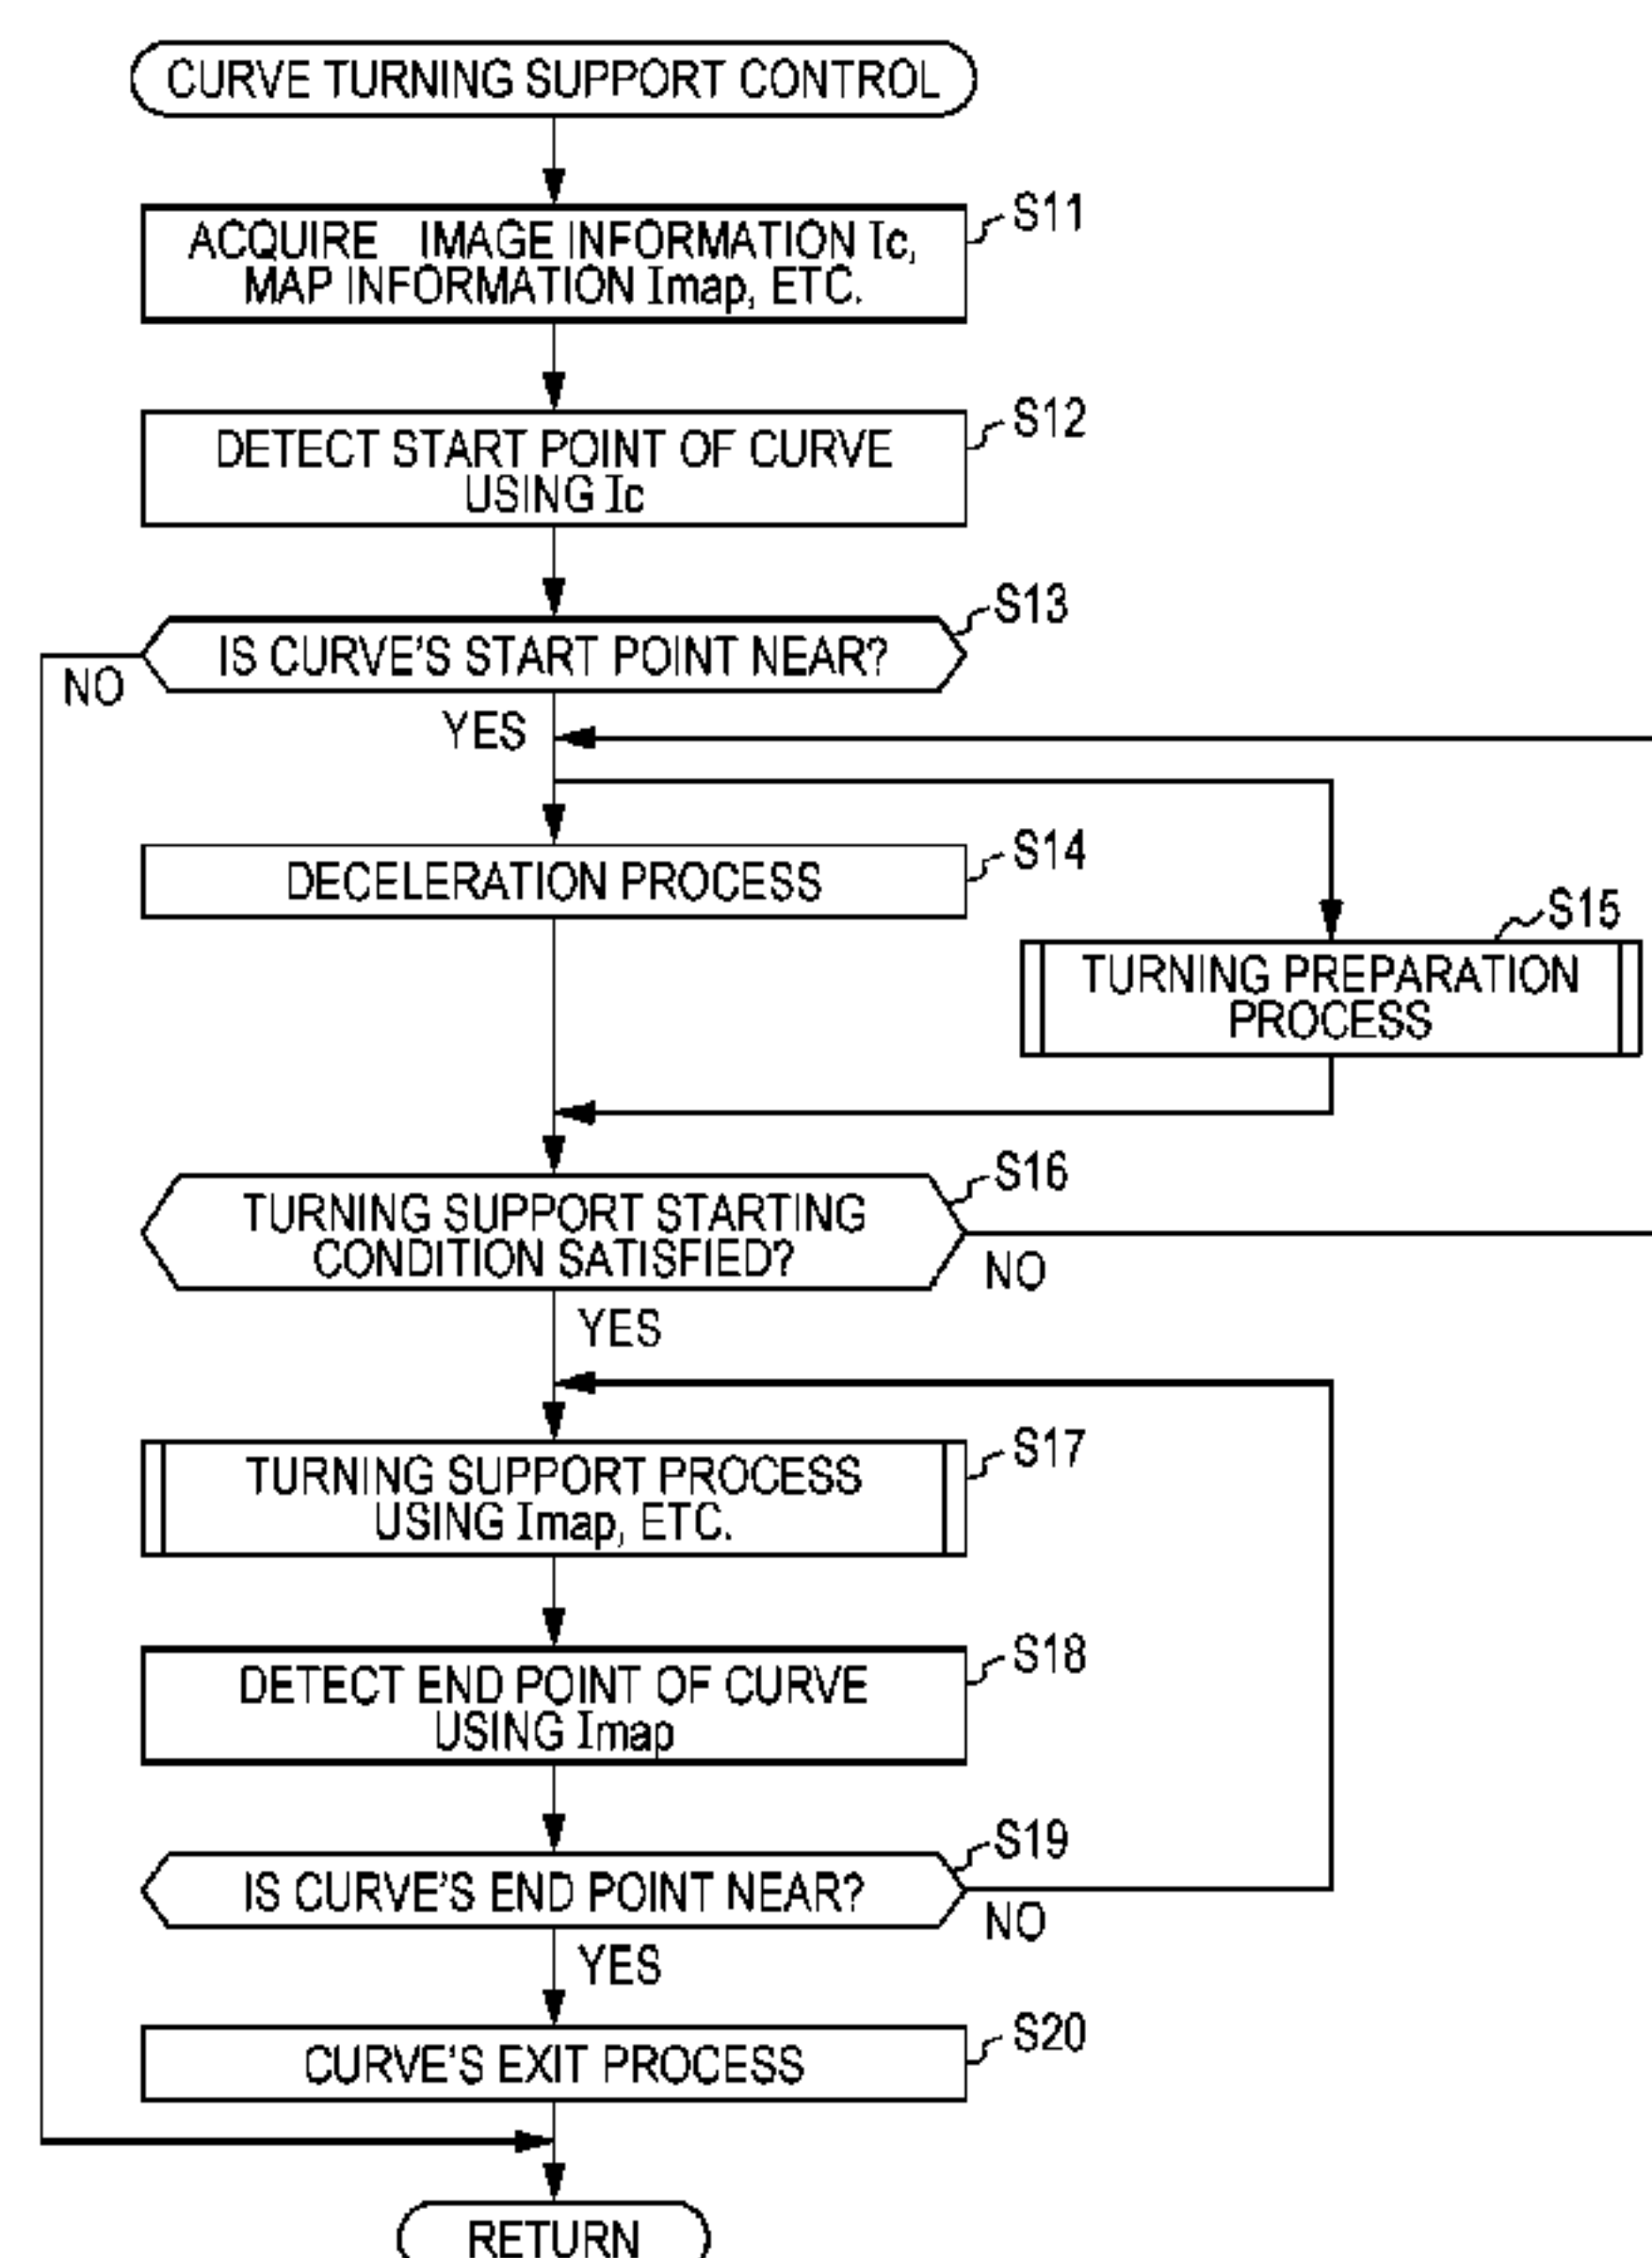 CURVE TURNING SUPPORT CONTROL
S11
ACQUIRE IMAGE INFORMATION Ic,
MAP INFORMATION Imap, ETC.
S12
DETECT START POINT OF CURVE
USING Ic
S13
IS CURVE'S START POINT NEAR?
NO
YES
S14
DECELERATION PROCESS
S15
TURNING PREPARATION
PROCESS
S16
TURNING SUPPORT STARTING
CONDITION SATISFIED?
NO
YES
S17
TURNING SUPPORT PROCESS
USING Imap, ETC.
S18
DETECT END POINT OF CURVE
USING Imap
S19
IS CURVE'S END POINT NEAR?
NO
YES
S20
CURVE'S EXIT PROCESS
RETURN